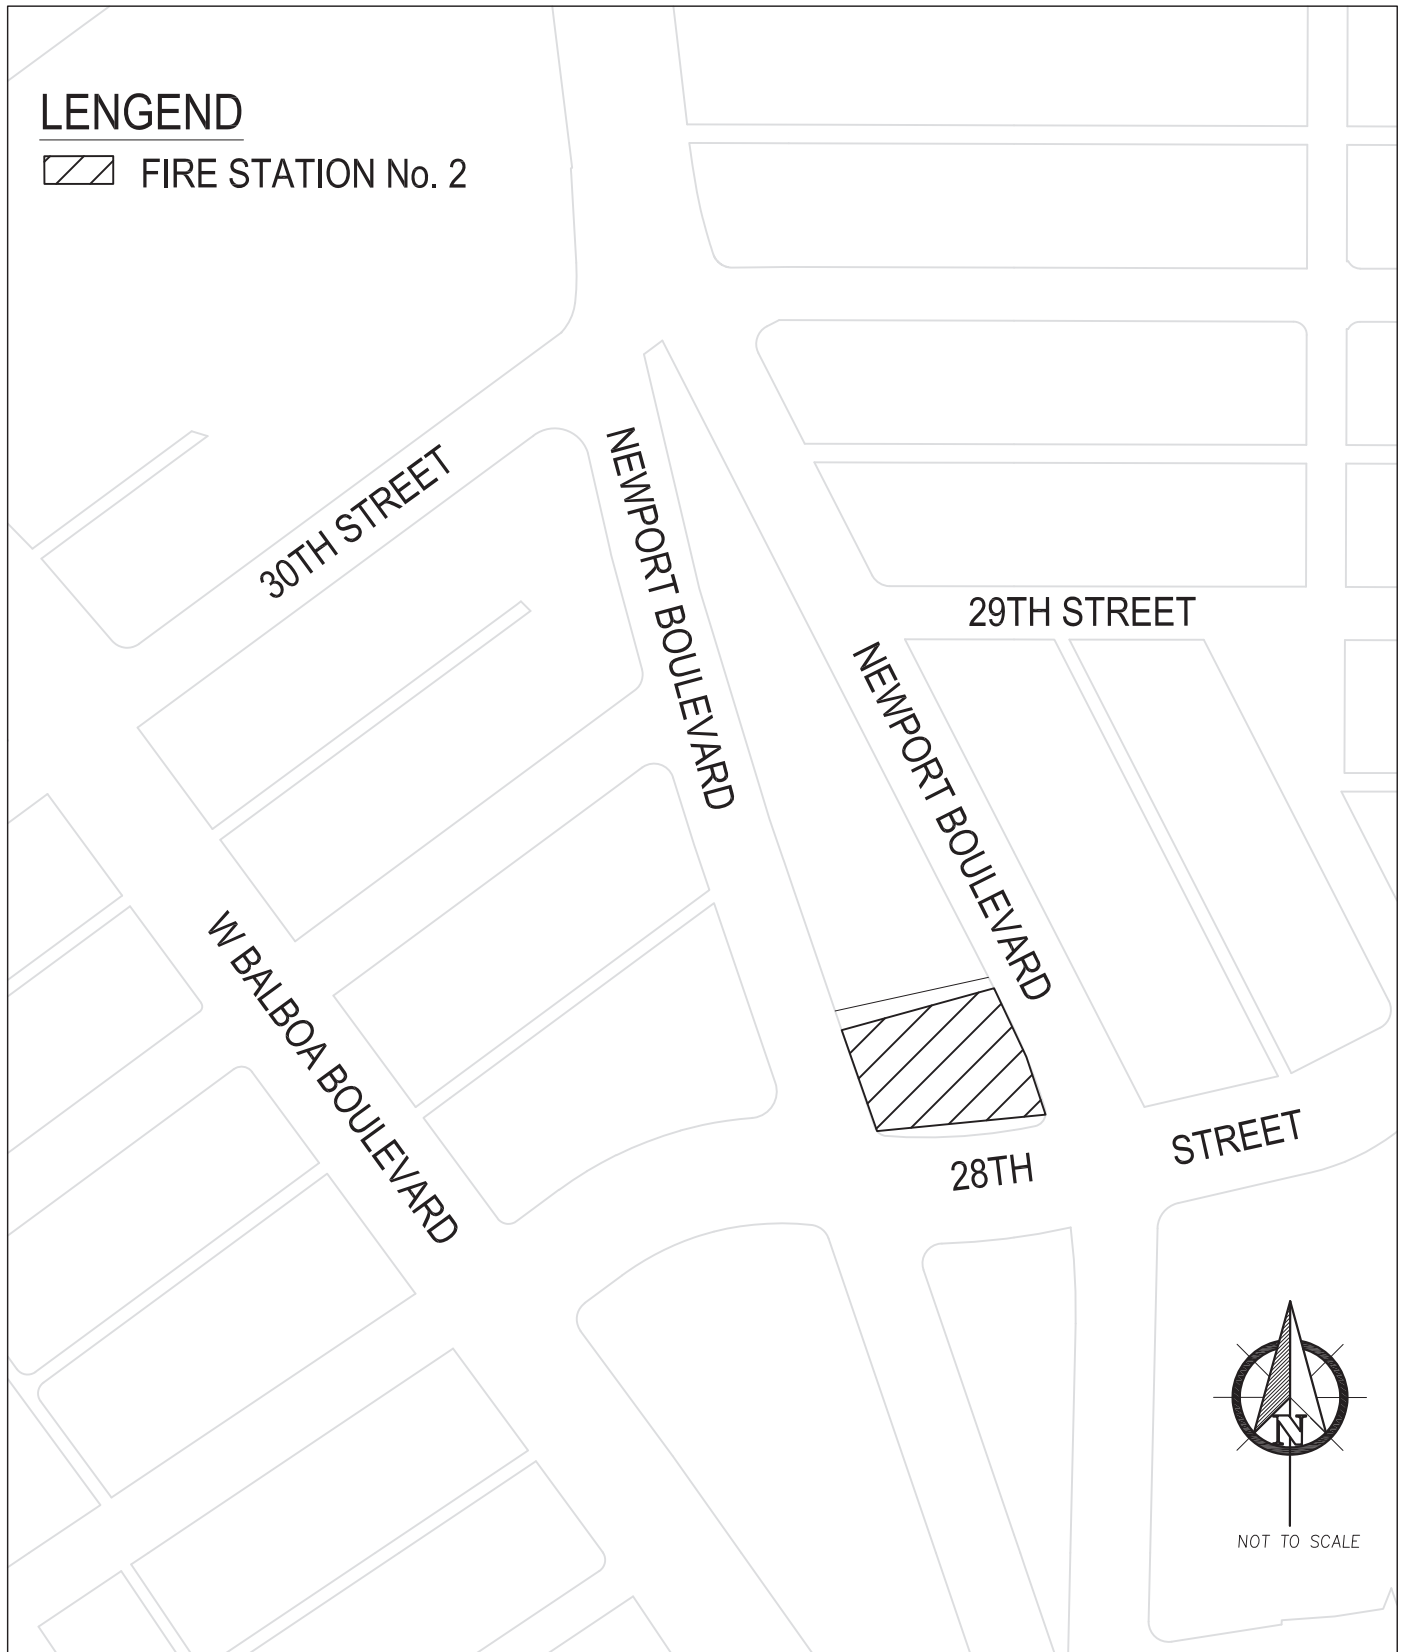 LENGEND
FIRE STATION No. 2
30TH STREET
NEWPORT BOULEVARD
29TH STREET
NEWPORT BOULEVARD
W BALBOA BOULEVARD
28TH STREET
N
NOT TO SCALE